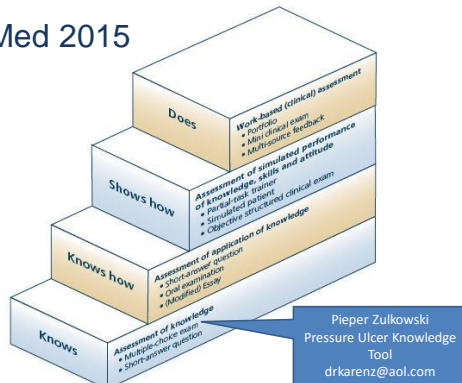 Med 2015
Does
Work-based (clinical) assessment
• Portfolio
• Mini clinical exam
• Multi-source feedback
Shows how
Assessment of simulated performance
of knowledge, skills and attitude
• Partial-task trainer
• Simulated patient
• Objective structured clinical exam
Knows how
Assessment of application of knowledge
• Short-answer question
• Oral examination
• (Modified) Essay
Knows
Assessment of knowledge
• Multiple-choice exam
• Short-answer question
Pieper Zulkowski
Pressure Ulcer Knowledge
Tool
drkarenz@aol.com